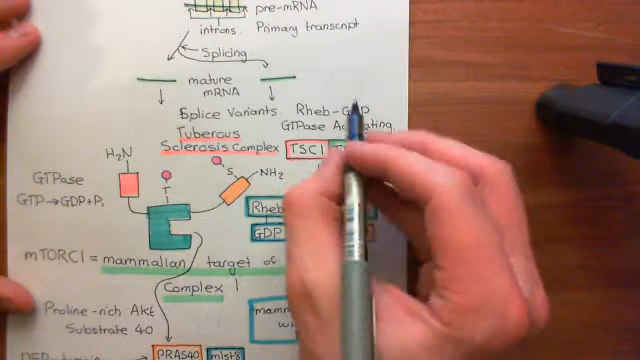 pre-mRNA
introns. Primary transcript
Splicing
mature
mRNA
Splice Variants. Rheb-GAP
Tuberous GTPase Activating
Sclerosis Complex TSC1
H₂N
S NH₂
T
GTPase
GTP→GDP+Pi
Rheb
GDP
mTORC1 = mammalian target of
Complex 1
Proline-rich Akt
Substrate 40
mamm
PRAS40 mlst8